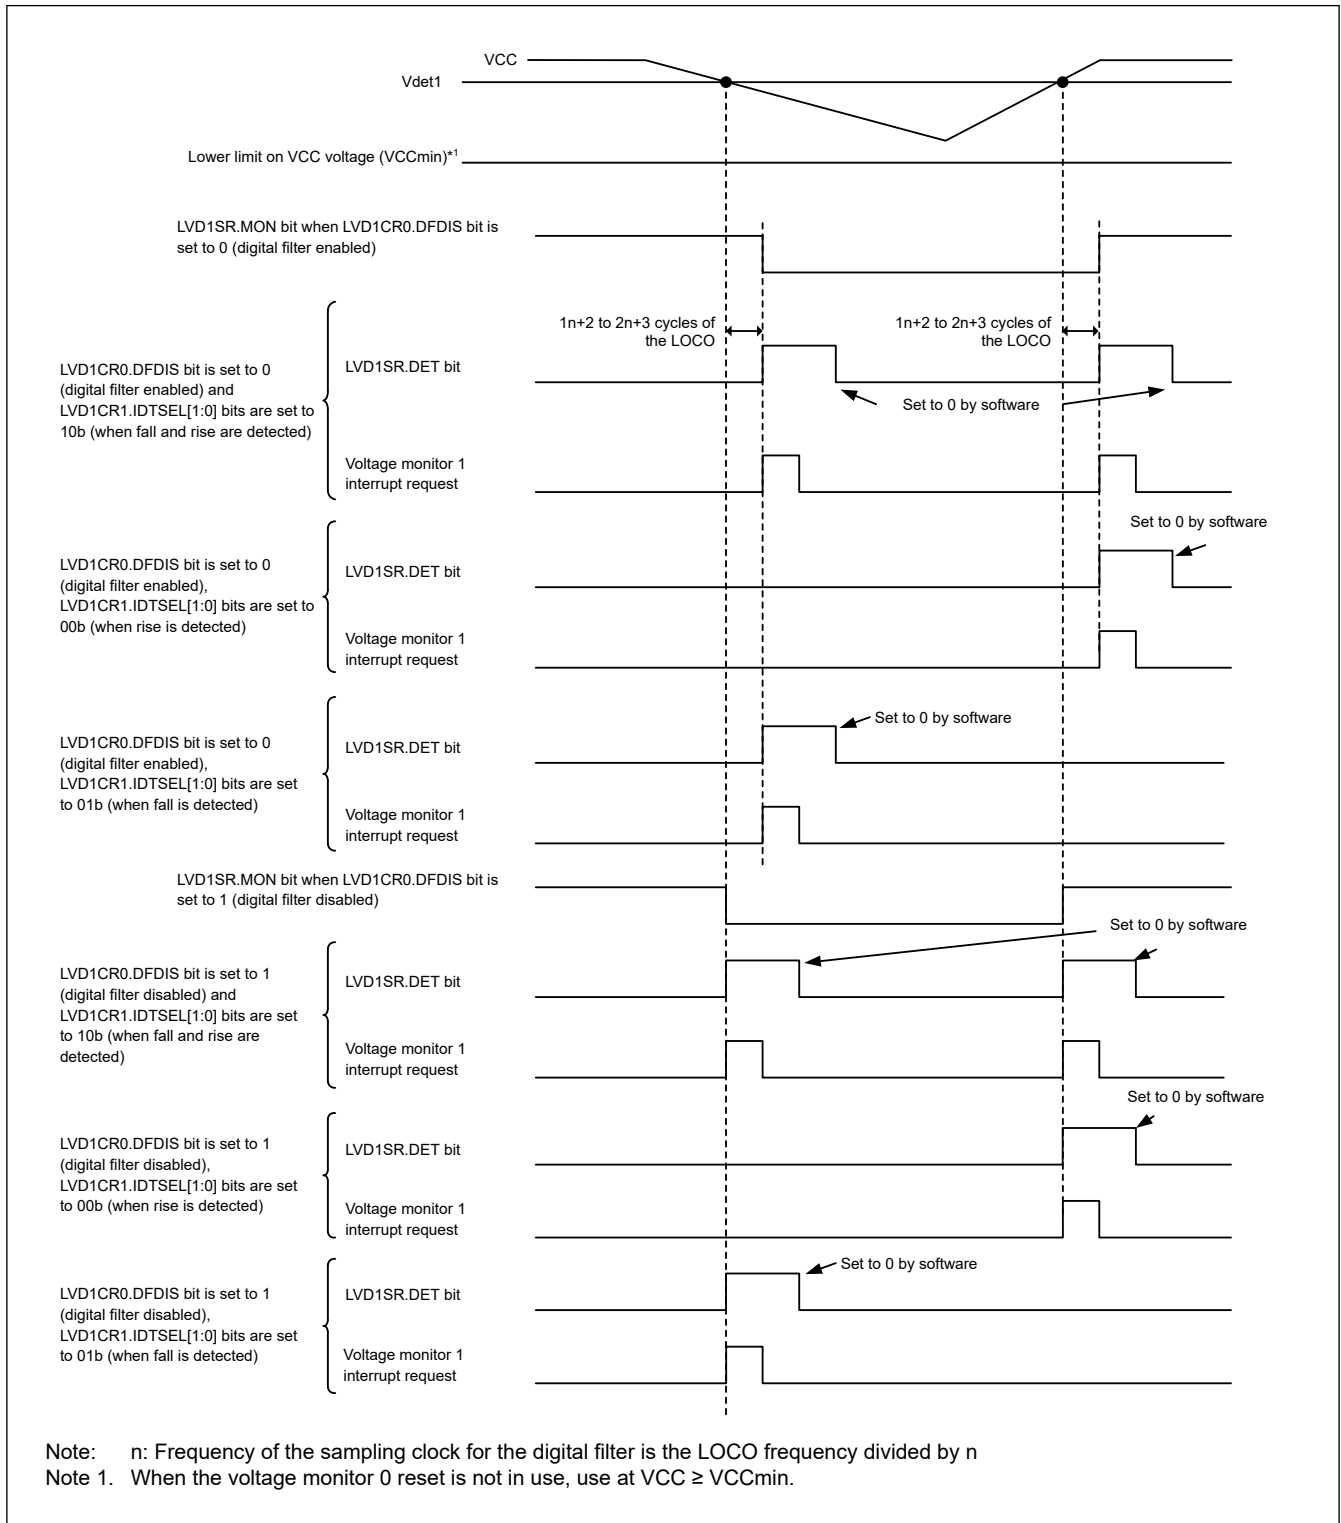 VCC
Vdet1
Lower limit on VCC voltage (VCCmin)*1
LVD1SR.MON bit when LVD1CR0.DFDIS bit is
set to 0 (digital filter enabled)
1n+2 to 2n+3 cycles of
the LOCO
1n+2 to 2n+3 cycles of
the LOCO
LVD1CR0.DFDIS bit is set to 0
(digital filter enabled) and
LVD1CR1.IDTSEL[1:0] bits are set to
10b (when fall and rise are detected)
LVD1SR.DET bit
Set to 0 by software
Voltage monitor 1
interrupt request
Set to 0 by software
LVD1CR0.DFDIS bit is set to 0
(digital filter enabled),
LVD1CR1.IDTSEL[1:0] bits are set to
00b (when rise is detected)
LVD1SR.DET bit
Voltage monitor 1
interrupt request
Set to 0 by software
LVD1CR0.DFDIS bit is set to 0
(digital filter enabled),
LVD1CR1.IDTSEL[1:0] bits are set
to 01b (when fall is detected)
LVD1SR.DET bit
Voltage monitor 1
interrupt request
LVD1SR.MON bit when LVD1CR0.DFDIS bit is
set to 1 (digital filter disabled)
Set to 0 by software
LVD1CR0.DFDIS bit is set to 1
(digital filter disabled) and
LVD1CR1.IDTSEL[1:0] bits are set
to 10b (when fall and rise are
detected)
LVD1SR.DET bit
Voltage monitor 1
interrupt request
Set to 0 by software
LVD1CR0.DFDIS bit is set to 1
(digital filter disabled),
LVD1CR1.IDTSEL[1:0] bits are set
to 00b (when rise is detected)
LVD1SR.DET bit
Voltage monitor 1
interrupt request
Set to 0 by software
LVD1CR0.DFDIS bit is set to 1
(digital filter disabled),
LVD1CR1.IDTSEL[1:0] bits are set
to 01b (when fall is detected)
LVD1SR.DET bit
Voltage monitor 1
interrupt request
Note: n: Frequency of the sampling clock for the digital filter is the LOCO frequency divided by n
Note 1. When the voltage monitor 0 reset is not in use, use at VCC ≥ VCCmin.